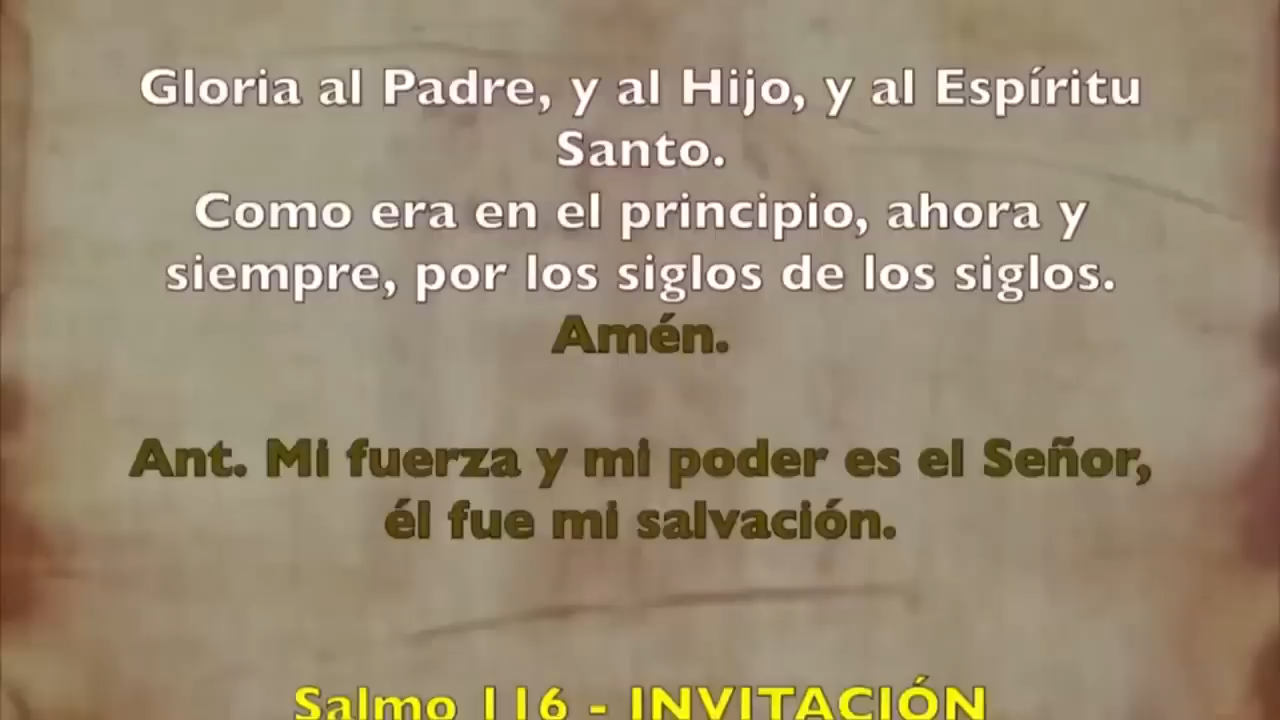 Gloria al Padre, y al Hijo, y al Espíritu
Santo.
Como era en el principio, ahora y
siempre, por los siglos de los siglos.
Amén.
Ant. Mi fuerza y mi poder es el Señor,
él fue mi salvación.
Salmo 116 - INVITACIÓN